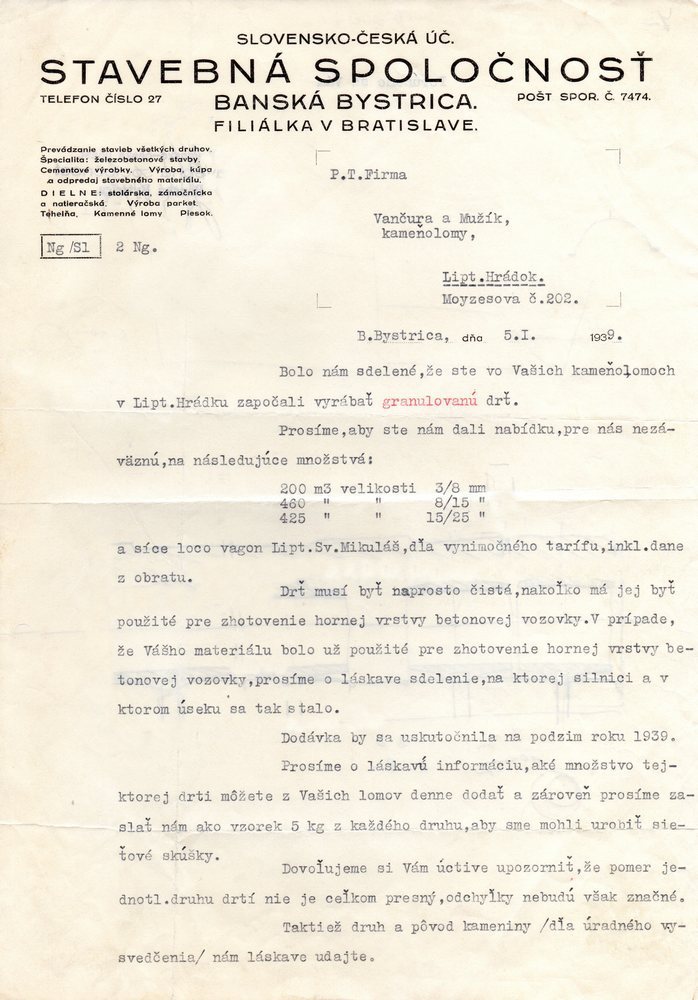 SLOVENSKO-ČESKÁ ÚČ.
STAVEBNÁ SPOLOČNOSŤ
TELEFON ČÍSLO 27
BANSKÁ BYSTRICA.
POŠT SPOR. Č. 7474.
FILIÁLKA V BRATISLAVE.
Prevádzanie stavieb všetkých druhov.
Špecialita: železobetonové stavby.
Cementové výrobky. Výroba, kúpa
a odpredaj stavebného materiálu.
DIELNE: stolárska, zámočnícka
a natieračská. Výroba parket.
Tehelňa. Kamenné lomy Piesok.
P.T.Firma
Vančura a Mužík,
kameňolomy,
Ng/Sl 2 Ng.
Lipt.Hrádok.
Moyzesova č.202.
B.Bystrica, dňa 5.I. 1939.
Bolo nám sdelené,že ste vo Vašich kameňolomoch
v Lipt.Hrádku započali vyrábať granulovanú drť.
Prosíme,aby ste nám dali nabídku,pre nás nezá-
väznú,na následujúce množstvá:
200 m3 velikosti 3/8 mm
460 " " 8/15 "
425 " " 15/25 "
a síce loco vagon Lipt.Sv.Mikuláš,dľa vynimočného tarífu,inkl.dane
z obratu.
Drť musí byť naprosto čistá,nakoľko má jej byť
použité pre zhotovenie hornej vrstvy betonovej vozovky.V prípade,
že Vášho materiálu bolo už použité pre zhotovenie hornej vrstvy be-
tonovej vozovky,prosíme o láskave sdelenie,na ktorej silnici a v
ktorom úseku sa tak stalo.
Dodávka by sa uskutočnila na podzim roku 1939.
Prosíme o láskavú informáciu,aké množstvo tej-
ktorej drti môžete z Vašich lomov denne dodať a zároveň prosíme za-
slať nám ako vzorek 5 kg z každého druhu,aby sme mohli urobiť sie-
ťové skúšky.
Dovoľujeme si Vám úctive upozorniť,že pomer je-
dnotl.druhu drtí nie je celkom presný,odchylky nebudú však značné.
Taktiež druh a pôvod kameniny /dľa úradného vy-
svedčenia/ nám láskave udajte.